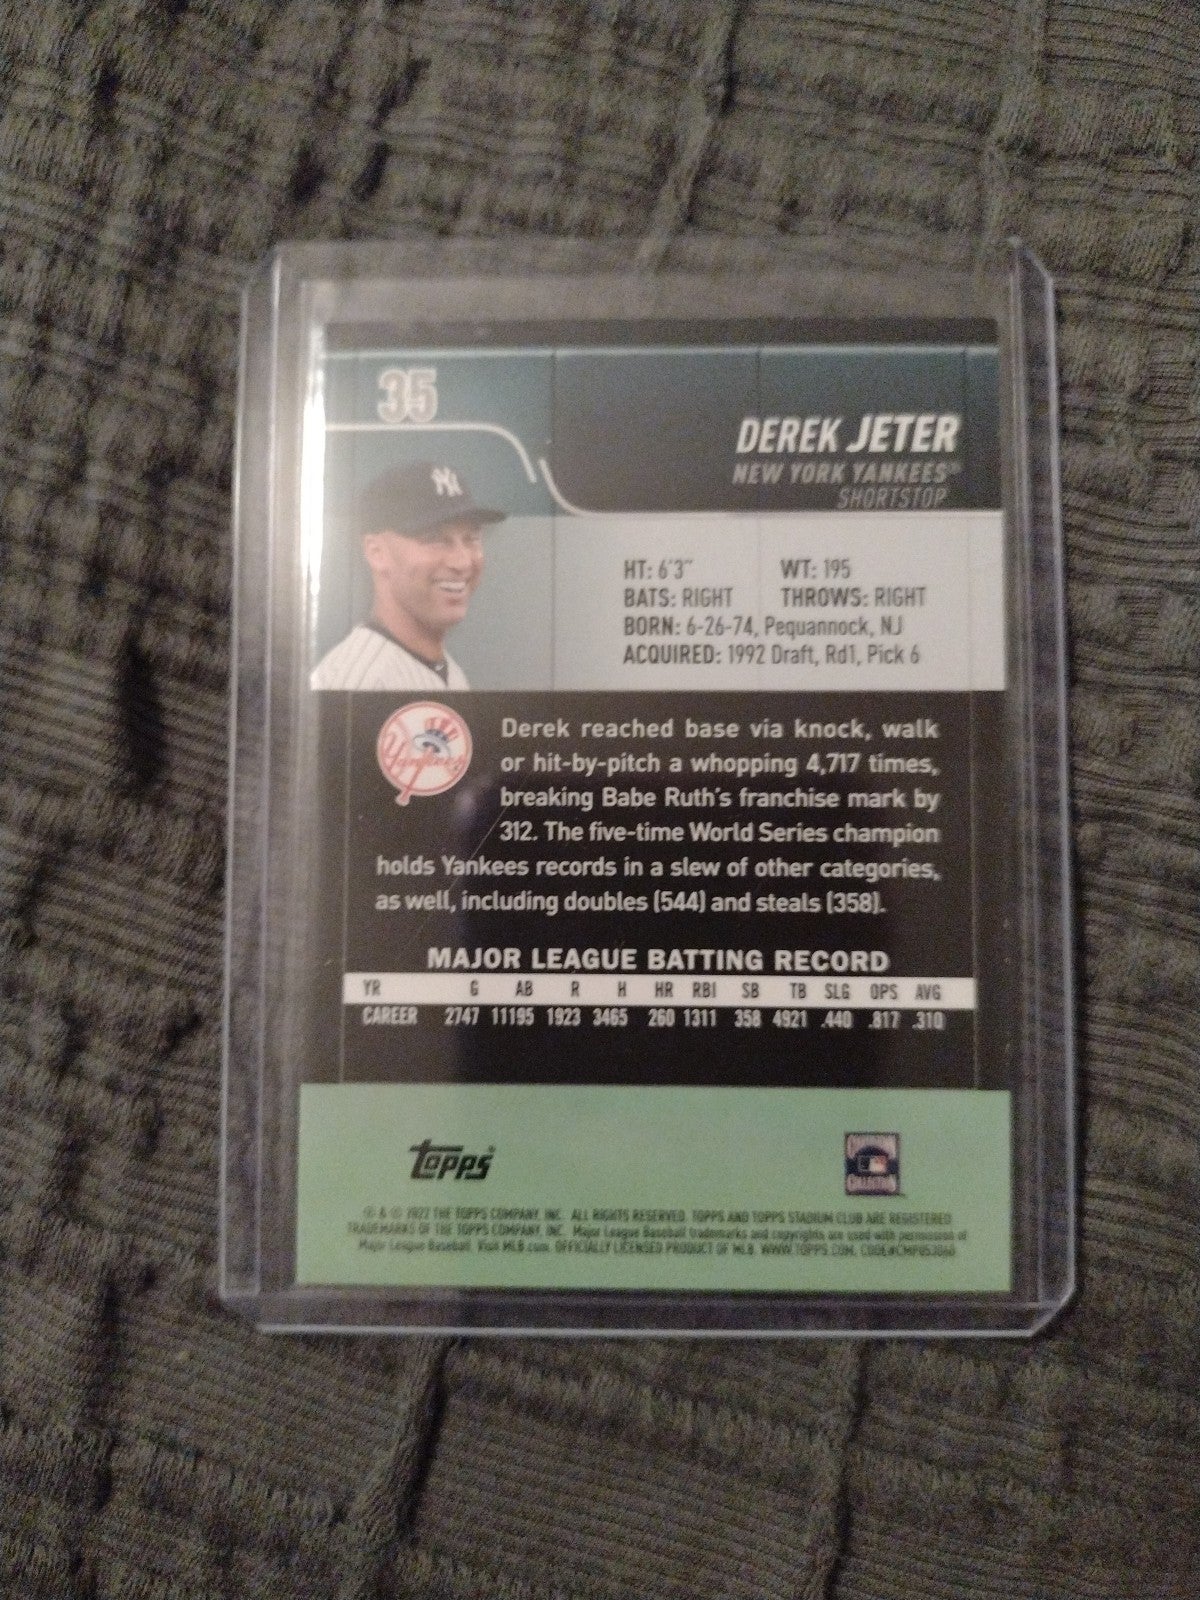 35
DEREK JETER
NEW YORK YANKEES®
SHORTSTOP
HT: 6'3" WT: 195
BATS: RIGHT THROWS: RIGHT
BORN: 6-26-74, Pequannock, NJ
ACQUIRED: 1992 Draft, Rd1, Pick 6
Derek reached base via knock, walk
or hit-by-pitch a whopping 4,717 times,
breaking Babe Ruth's franchise mark by
312. The five-time World Series champion
holds Yankees records in a slew of other categories,
as well, including doubles (544) and steals (358).
MAJOR LEAGUE BATTING RECORD
YR G AB R H HR RBI SB TB SLG OPS AVG
CAREER 2747 11195 1923 3465 260 1311 358 4921 .440 .817 .310
Topps®
® & © 2022 THE TOPPS COMPANY, INC. ALL RIGHTS RESERVED. TOPPS AND TOPPS STADIUM CLUB ARE REGISTERED
TRADEMARKS OF THE TOPPS COMPANY, INC. Major League Baseball trademarks and copyrights are used with permission of
Major League Baseball. Visit MLB.com. OFFICIALLY LICENSED PRODUCT OF MLB. WWW.TOPPS.COM. CODE#CMP053060